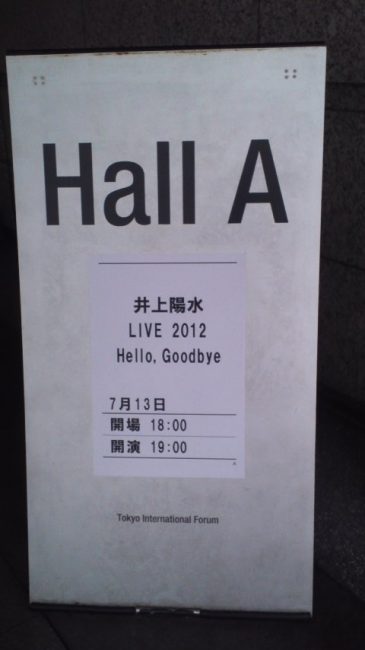 Hall A
井上陽水
LIVE 2012
Hello, Goodbye
7月13日
開場 18:00
開演 19:00
Tokyo International Forum